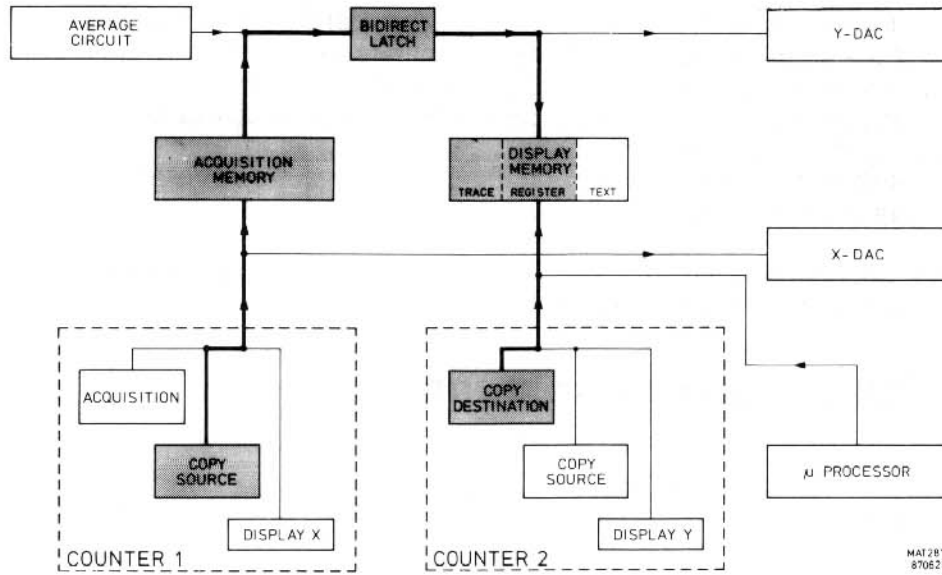 AVERAGE
CIRCUIT
BIDIRECT
LATCH
Y-DAC
ACQUISITION
MEMORY
DISPLAY
MEMORY
TRACE REGISTER TEXT
X-DAC
ACQUISITION
COPY
DESTINATION
COPY
SOURCE
COPY
SOURCE
μ PROCESSOR
DISPLAY X
DISPLAY Y
COUNTER 1
COUNTER 2